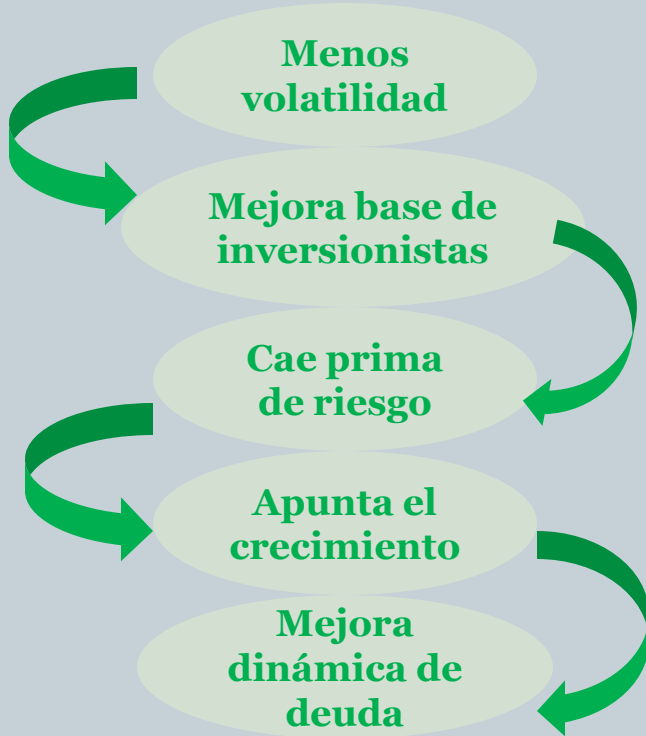 Menos
volatilidad
Mejora base de
inversionistas
Cae prima
de riesgo
Apunta el
crecimiento
Mejora
dinámica de
deuda